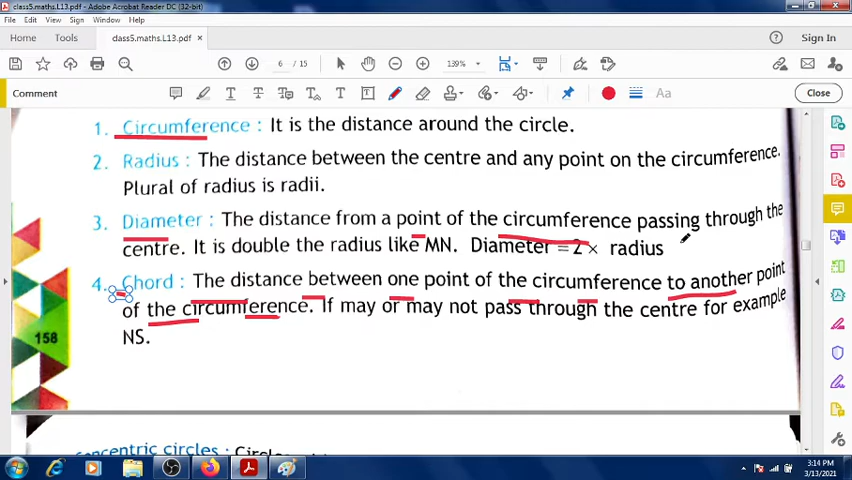 class5.maths.L13.pdf - Adobe Acrobat Reader DC (32-bit)
File Edit View Sign Window Help
Home Tools class5.maths.L13.pdf × Sign In
6 / 15 139%
Comment Aa Close
1. Circumference : It is the distance around the circle.
2. Radius : The distance between the centre and any point on the circumference.
Plural of radius is radii.
3. Diameter : The distance from a point of the circumference passing through the
centre. It is double the radius like MN. Diameter = 2 × radius
4. Chord : The distance between one point of the circumference to another point
of the circumference. If may or may not pass through the centre for example
NS.
158
concentric circles :
3:14 PM
3/13/2021